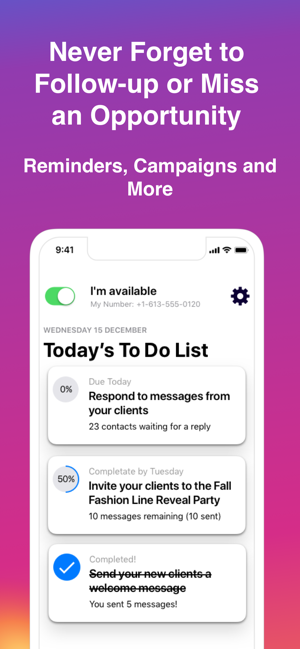 Never Forget to
Follow-up or Miss
an Opportunity
Reminders, Campaigns and
More
9:41
I'm available
My Number: +1-613-555-0120
WEDNESDAY 15 DECEMBER
Today's To Do List
0%
Due Today
Respond to messages from
your clients
23 contacts waiting for a reply
50%
Completate by Tuesday
Invite your clients to the Fall
Fashion Line Reveal Party
10 messages remaining (10 sent)
Completed!
Send your new clients a
welcome message
You sent 5 messages!